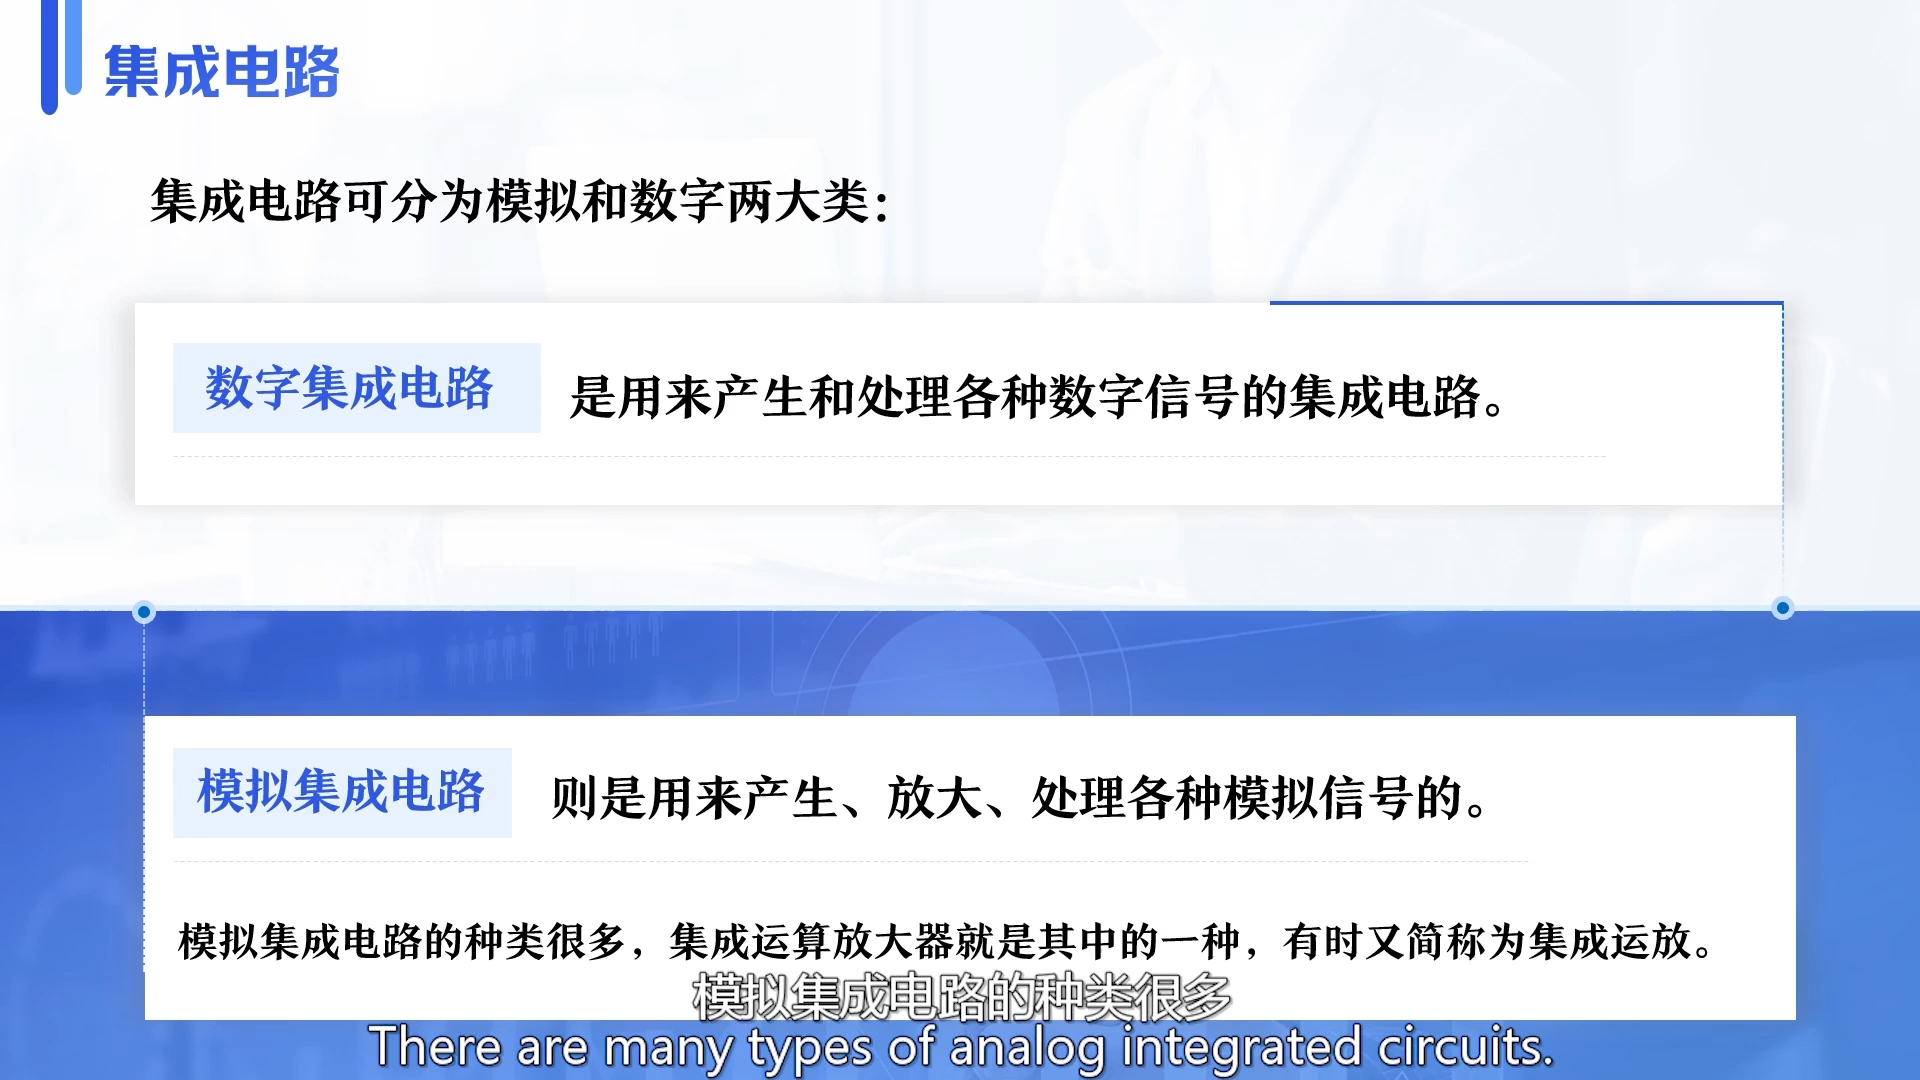 集成电路
集成电路可分为模拟和数字两大类：
数字集成电路 是用来产生和处理各种数字信号的集成电路。
模拟集成电路 则是用来产生、放大、处理各种模拟信号的。
模拟集成电路的种类很多，集成运算放大器就是其中的一种，有时又简称为集成运放。
模拟集成电路的种类很多
There are many types of analog integrated circuits.